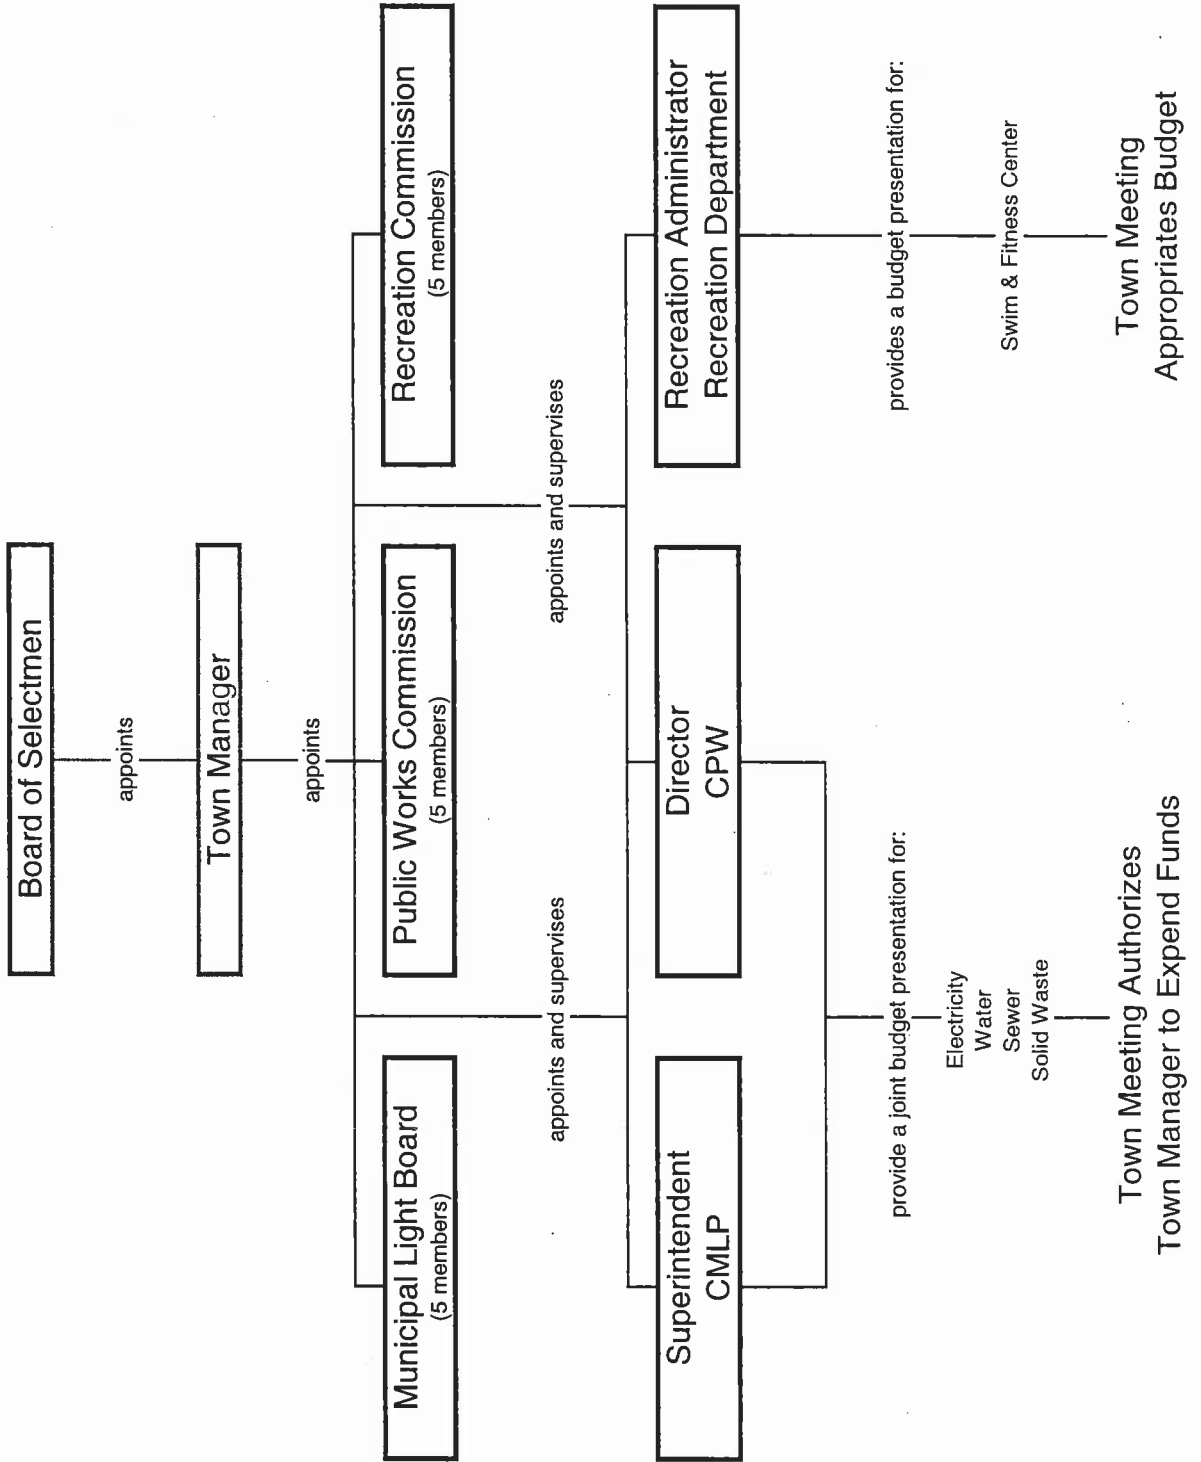 Board of Selectmen
appoints
Town Manager
appoints
Municipal Light Board
(5 members)
Public Works Commission
(5 members)
Recreation Commission
(5 members)
appoints and supervises
appoints and supervises
Superintendent
CMLP
Director
CPW
Recreation Administrator
Recreation Department
provide a joint budget presentation for:
Electricity
Water
Sewer
Solid Waste
Town Meeting Authorizes
Town Manager to Expend Funds
provides a budget presentation for:
Swim & Fitness Center
Town Meeting
Appropriates Budget